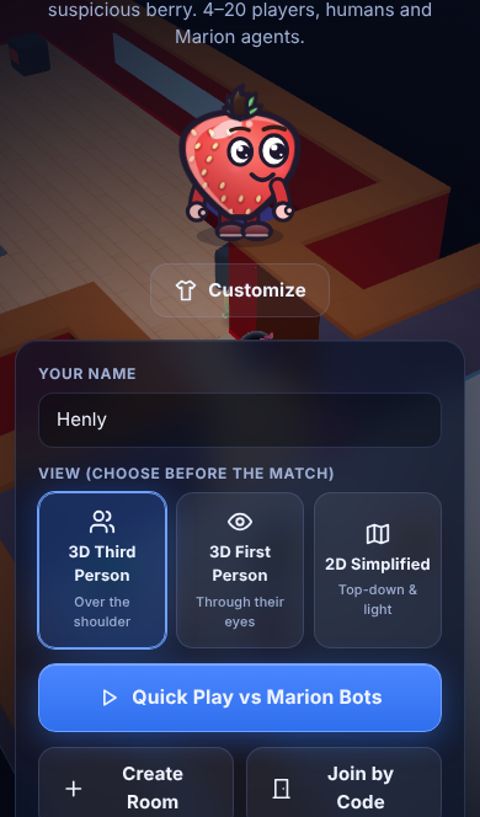 suspicious berry. 4–20 players, humans and
Marion agents.
Customize
YOUR NAME
Henly
VIEW (CHOOSE BEFORE THE MATCH)
3D Third
Person
Over the
shoulder
3D First
Person
Through their
eyes
2D Simplified
Top-down &
light
Quick Play vs Marion Bots
Create
Room
Join by
Code